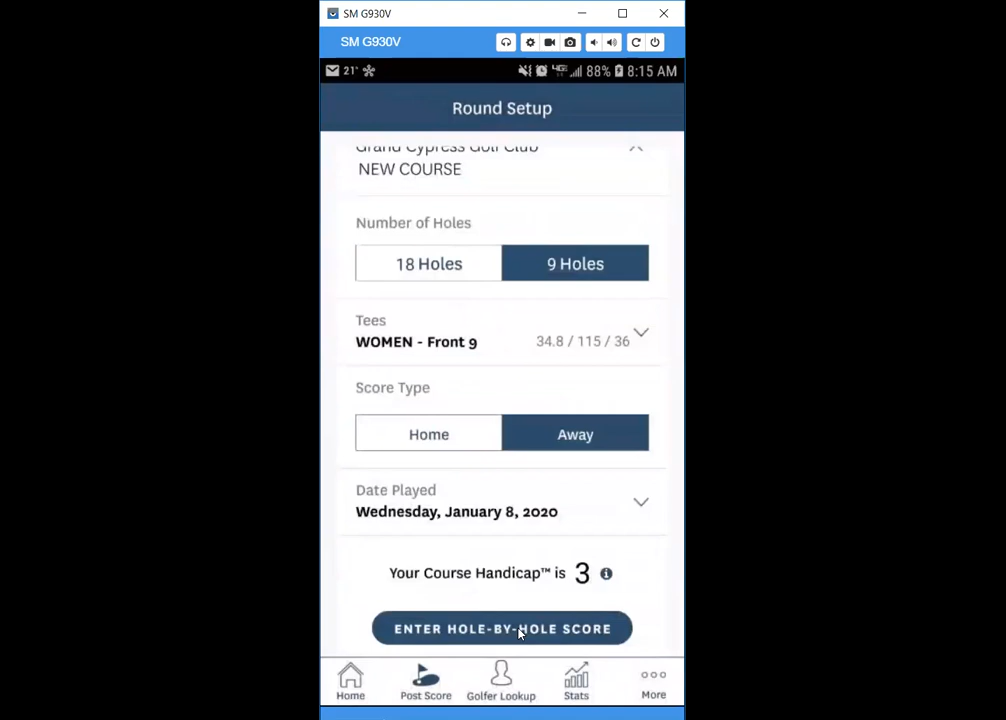 SM G930V
SM G930V
21° 88% 8:15 AM
Round Setup
Grand Cypress Golf Club
NEW COURSE
Number of Holes
18 Holes
9 Holes
Tees
WOMEN - Front 9
34.8 / 115 / 36
Score Type
Home
Away
Date Played
Wednesday, January 8, 2020
Your Course Handicap™ is 3
ENTER HOLE-BY-HOLE SCORE
Home
Post Score
Golfer Lookup
Stats
More